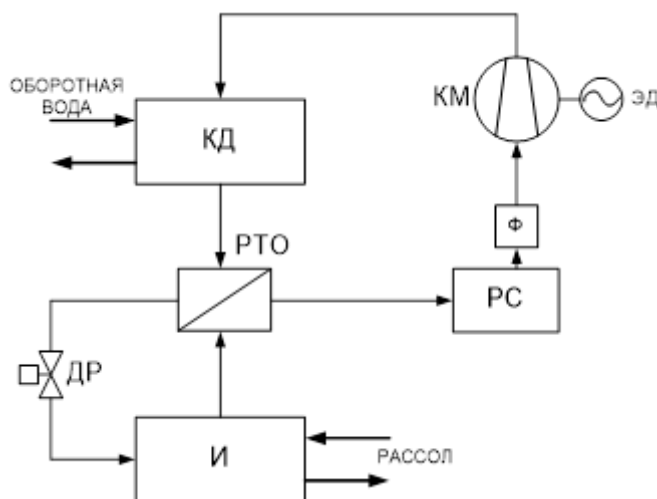 ОБОРОТНАЯ
ВОДА
КМ
ЭД
КД
Ф
РТО
РС
ДР
И
РАССОЛ